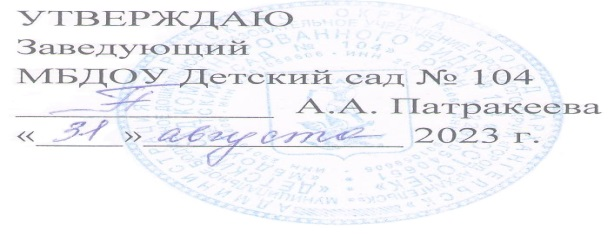 УТВЕРЖДАЮ
Заведующий
МБДОУ Детский сад № 104
А.А. Патракеева
«31» августа 2023 г.